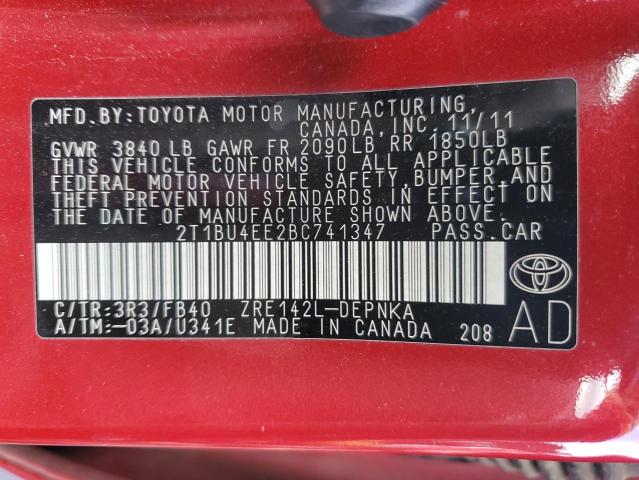 MFD.BY:TOYOTA MOTOR MANUFACTURING,
CANADA,INC. 11/11
GVWR 3840 LB GAWR FR 2090LB, RR 1850LB
THIS VEHICLE CONFORMS TO ALL APPLICABLE
FEDERAL MOTOR VEHICLE SAFETY, BUMPER, AND
THEFT PREVENTION STANDARDS IN EFFECT ON
THE DATE OF MANUFACTURE SHOWN ABOVE.
2T1BU4EE2BC741347 PASS.CAR
C/TR:3R3/FB40 ZRE142L-DEPNKA
A/TM:-03A/U341E MADE IN CANADA 208 AD